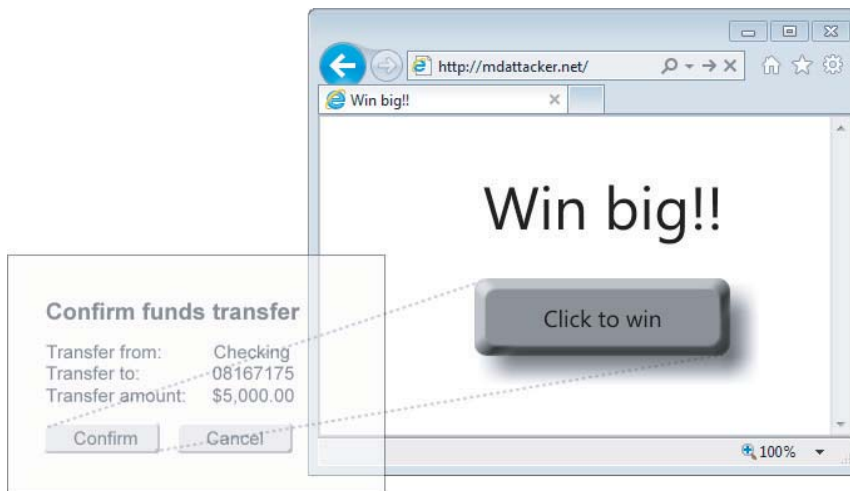 http://mdattacker.net/
Win big!!
Win big!!
Click to win
Confirm funds transfer
Transfer from: Checking
Transfer to: 08167175
Transfer amount: $5,000.00
Confirm Cancel
100%